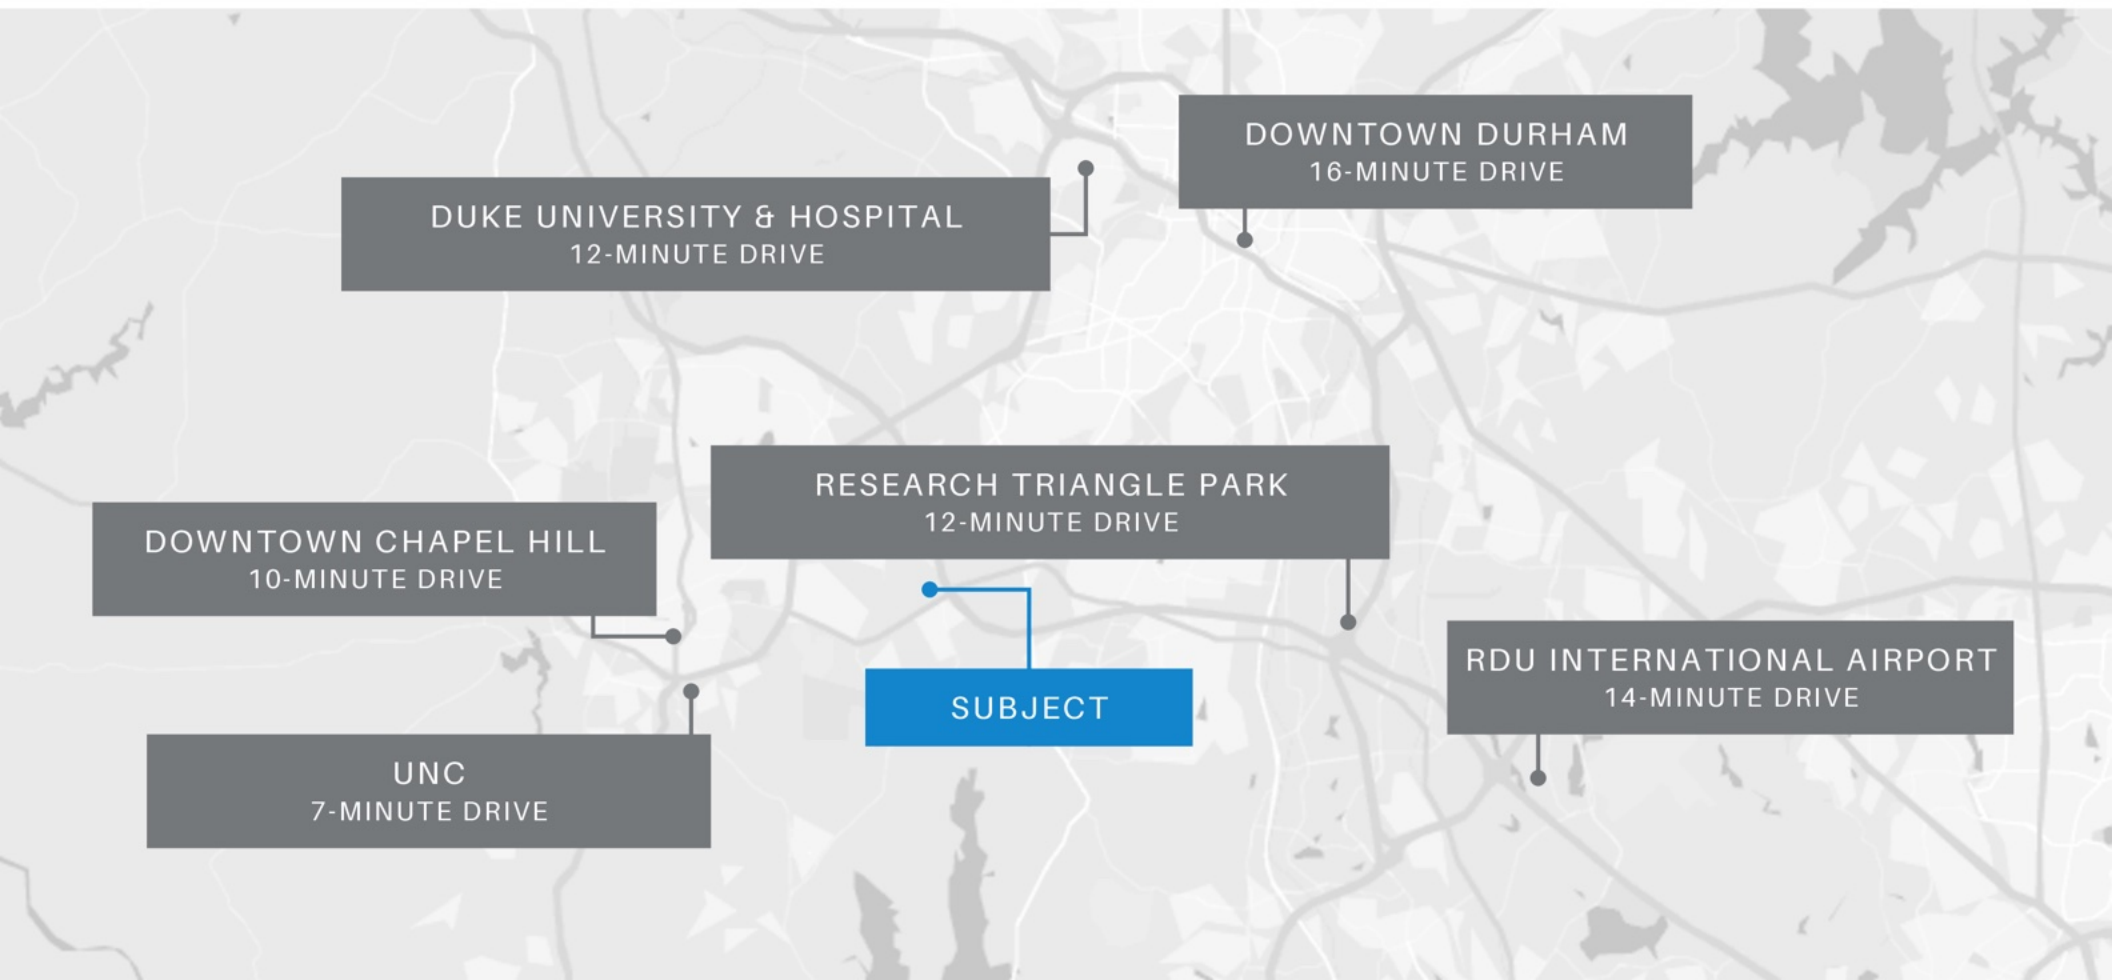 DOWNTOWN DURHAM
16-MINUTE DRIVE
DUKE UNIVERSITY & HOSPITAL
12-MINUTE DRIVE
RESEARCH TRIANGLE PARK
12-MINUTE DRIVE
DOWNTOWN CHAPEL HILL
10-MINUTE DRIVE
RDU INTERNATIONAL AIRPORT
14-MINUTE DRIVE
SUBJECT
UNC
7-MINUTE DRIVE